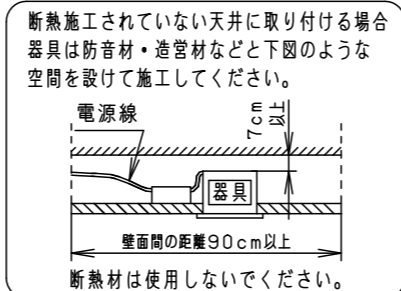 断熱施工されていない天井に取り付ける場合
器具は防音材・造営材などと下図のような
空間を設けて施工してください。
電源線
7cm
以上
器具
壁面間の距離90cm以上
断熱材は使用しないでください。